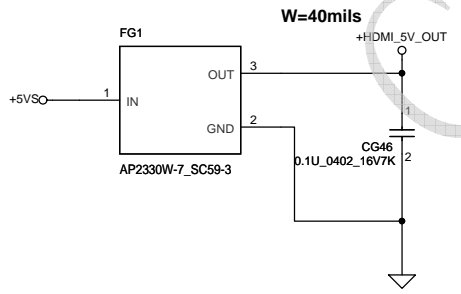 W=40mils
FG1
+HDMI_5V_OUT
3
OUT
+5VS
1
IN
1
2
GND
CG46
0.1U_0402_16V7K
2
AP2330W-7_SC59-3